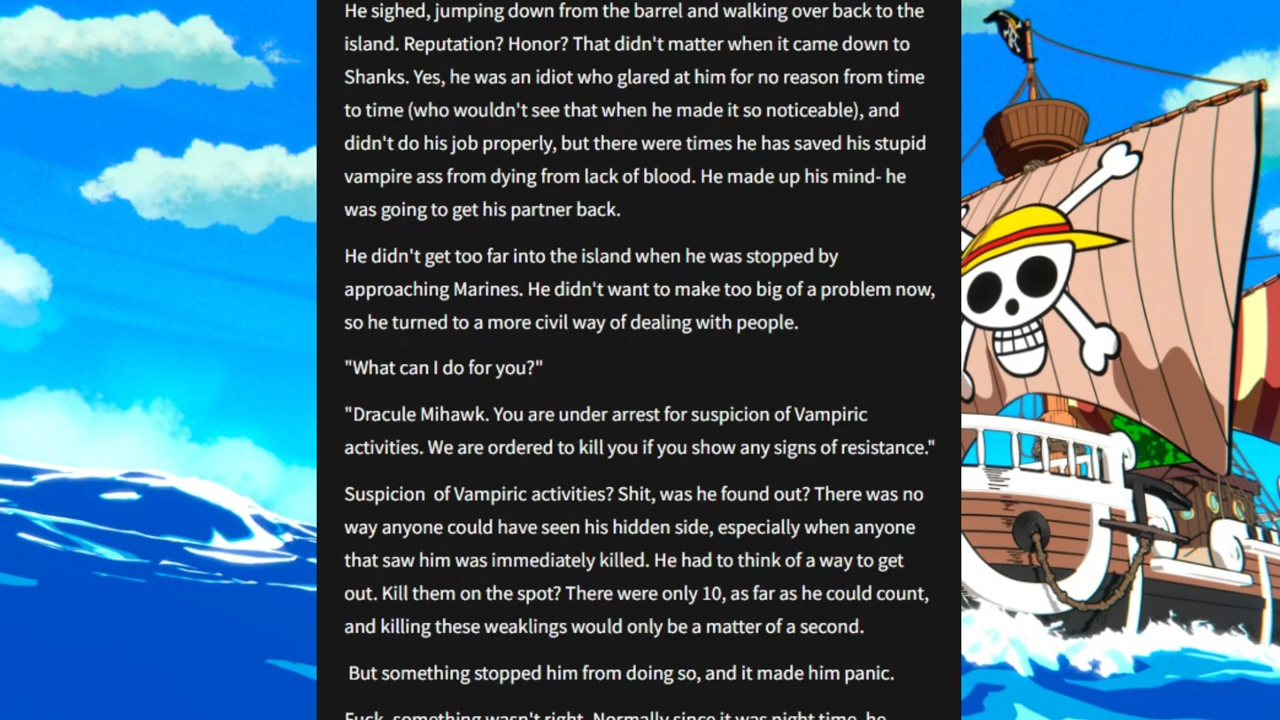 He sighed, jumping down from the barrel and walking over back to the
island. Reputation? Honor? That didn't matter when it came down to
Shanks. Yes, he was an idiot who glared at him for no reason from time
to time (who wouldn't see that when he made it so noticeable), and
didn't do his job properly, but there were times he has saved his stupid
vampire ass from dying from lack of blood. He made up his mind- he
was going to get his partner back.
He didn't get too far into the island when he was stopped by
approaching Marines. He didn't want to make too big of a problem now,
so he turned to a more civil way of dealing with people.
"What can I do for you?"
"Dracule Mihawk. You are under arrest for suspicion of Vampiric
activities. We are ordered to kill you if you show any signs of resistance."
Suspicion  of Vampiric activities? Shit, was he found out? There was no
way anyone could have seen his hidden side, especially when anyone
that saw him was immediately killed. He had to think of a way to get
out. Kill them on the spot? There were only 10, as far as he could count,
and killing these weaklings would only be a matter of a second.
But something stopped him from doing so, and it made him panic.
Fuck, something wasn't right. Normally since it was night time, he